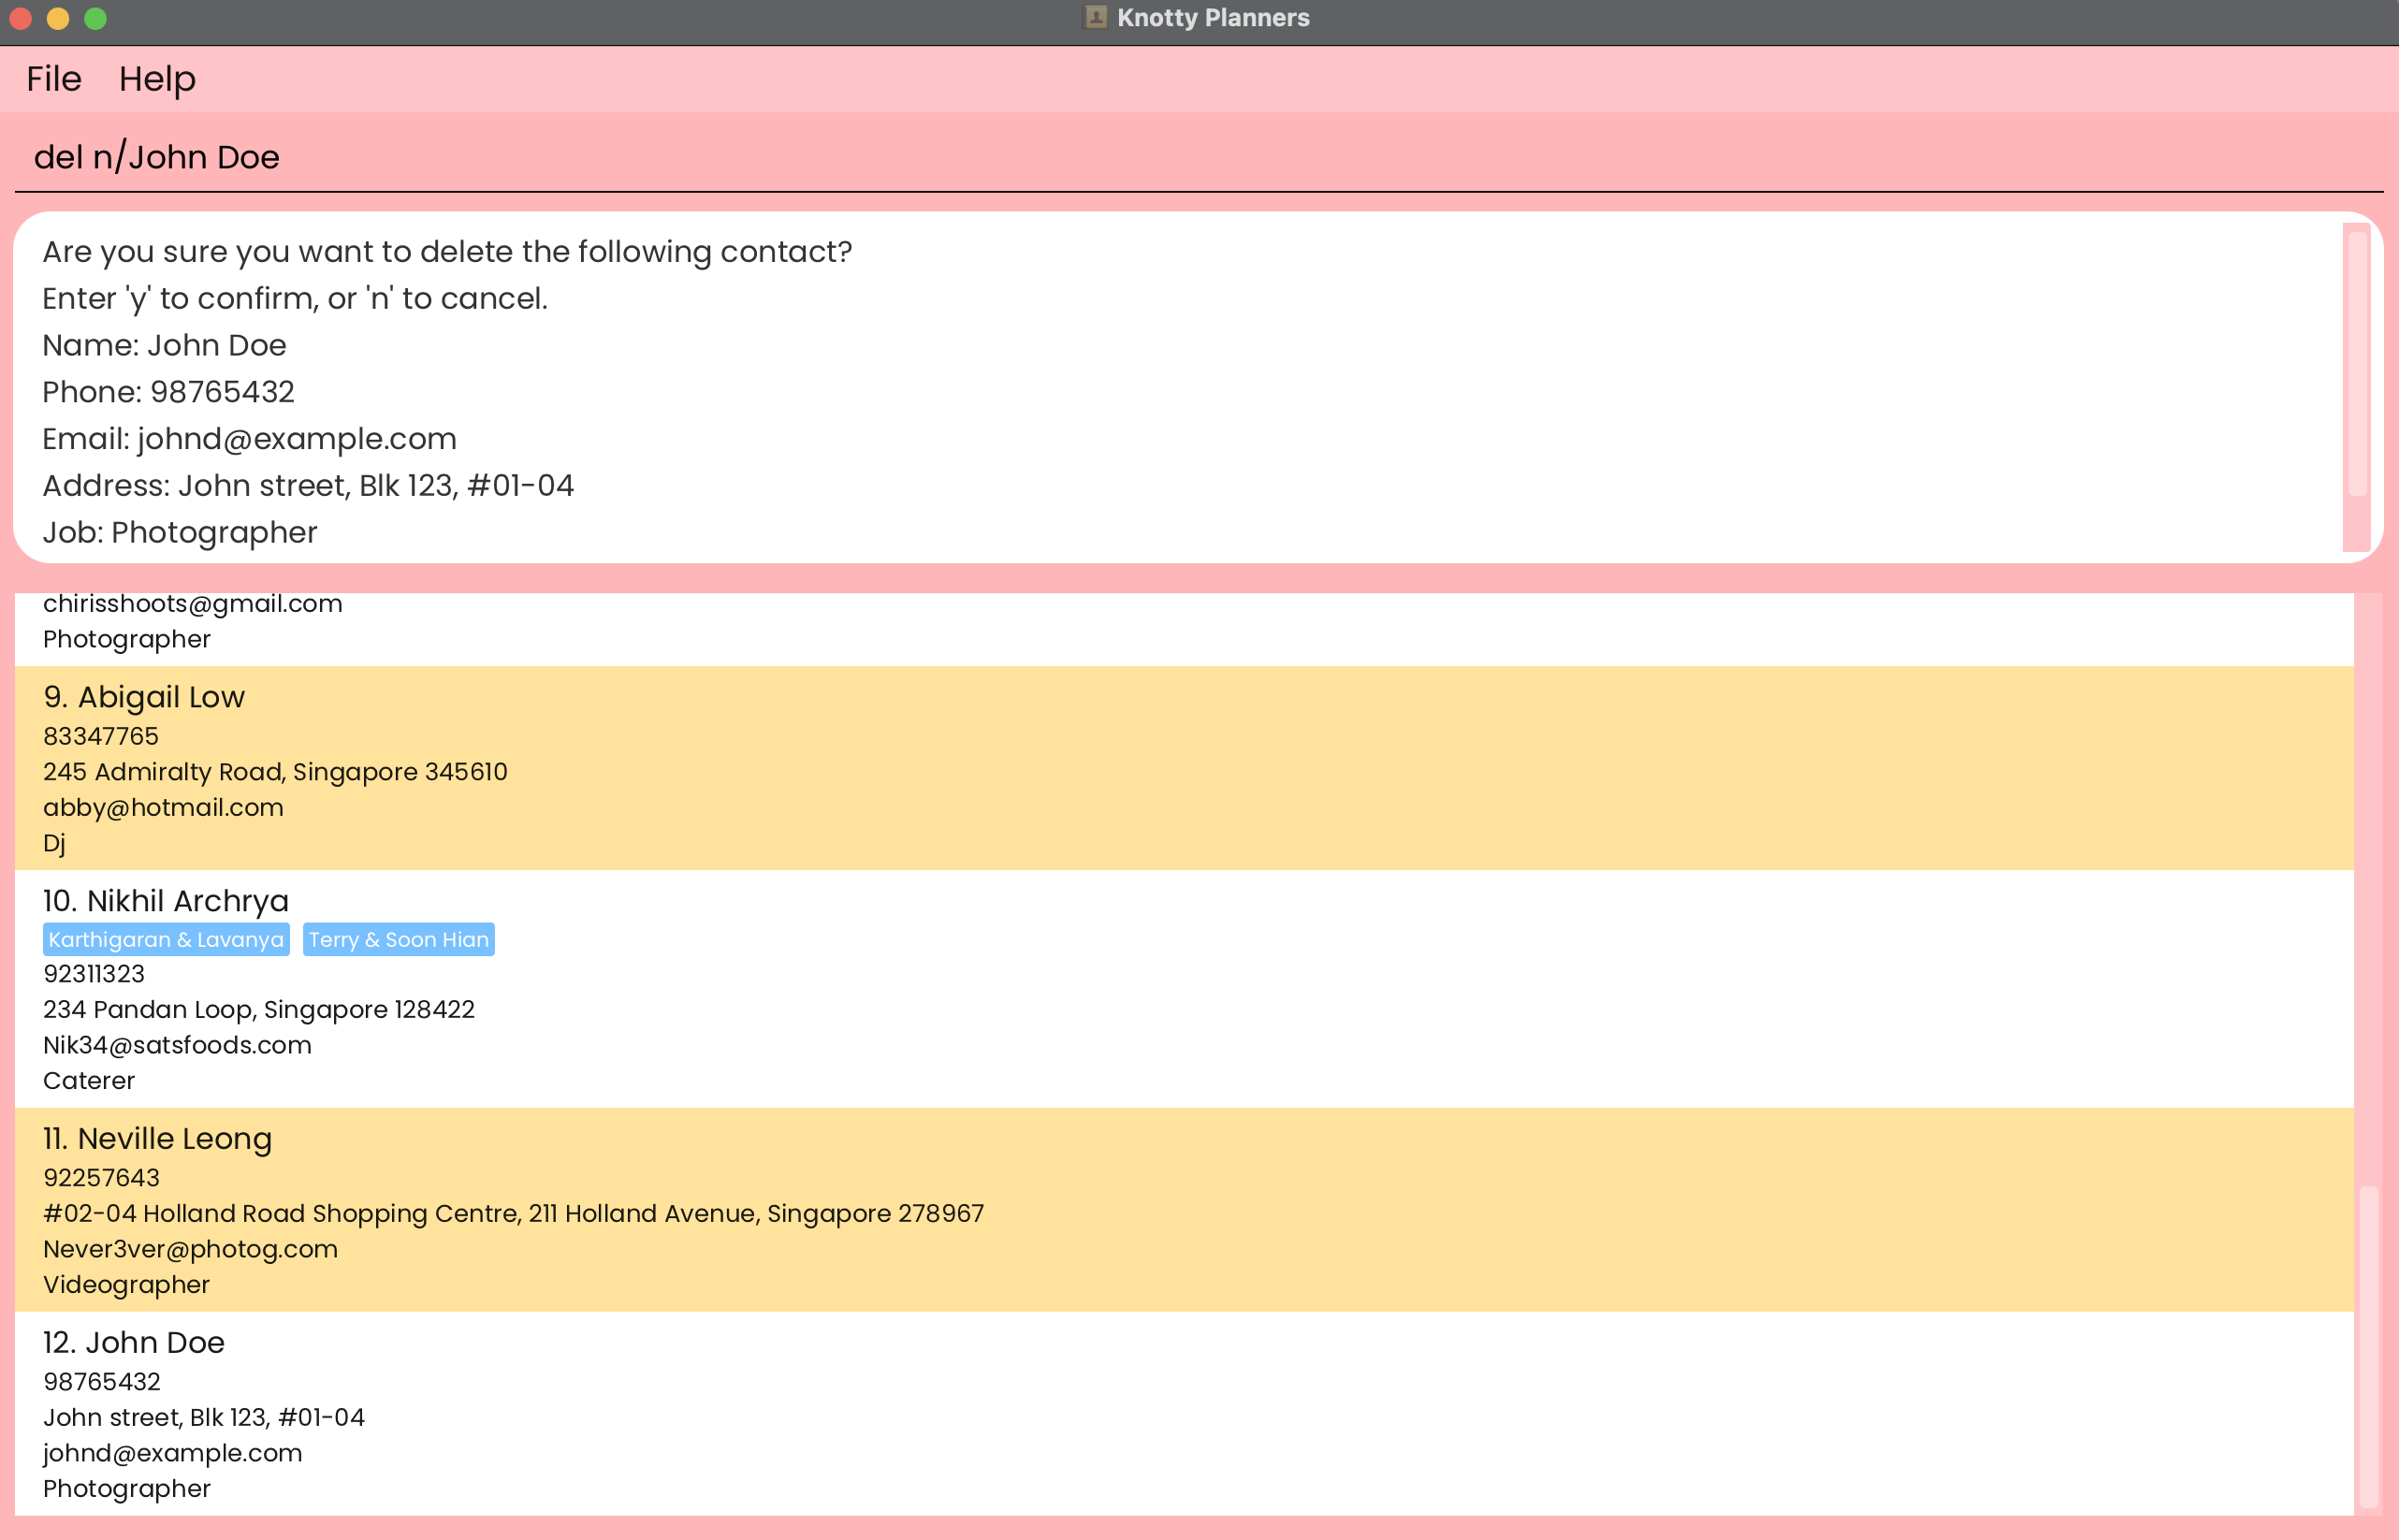 Knotty Planners
File Help
del n/John Doe
Are you sure you want to delete the following contact?
Enter 'y' to confirm, or 'n' to cancel.
Name: John Doe
Phone: 98765432
Email: johnd@example.com
Address: John street, Blk 123, #01-04
Job: Photographer
chirisshoots@gmail.com
Photographer
9. Abigail Low
83347765
245 Admiralty Road, Singapore 345610
abby@hotmail.com
Dj
10. Nikhil Archrya
Karthigaran & Lavanya Terry & Soon Hian
92311323
234 Pandan Loop, Singapore 128422
Nik34@satsfoods.com
Caterer
11. Neville Leong
92257643
#02-04 Holland Road Shopping Centre, 211 Holland Avenue, Singapore 278967
Never3ver@photog.com
Videographer
12. John Doe
98765432
John street, Blk 123, #01-04
johnd@example.com
Photographer